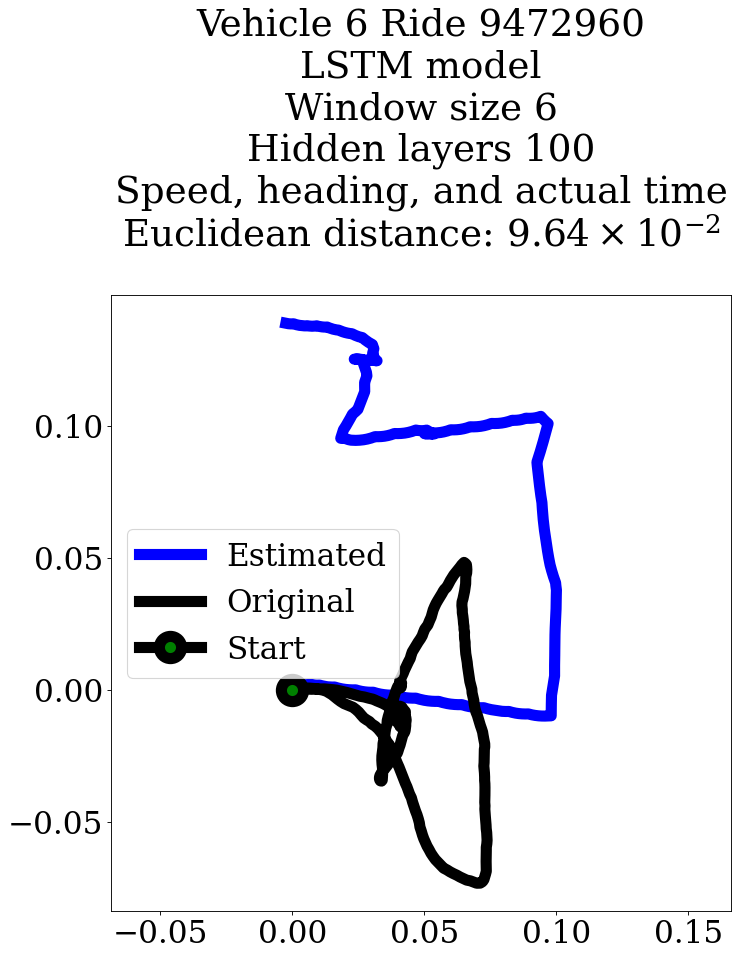 Vehicle 6 Ride 9472960
LSTM model
Window size 6
Hidden layers 100
Speed, heading, and actual time
Euclidean distance: 9.64 × 10⁻²
0.10
0.05
0.00
−0.05
Estimated
Original
Start
−0.05 0.00 0.05 0.10 0.15